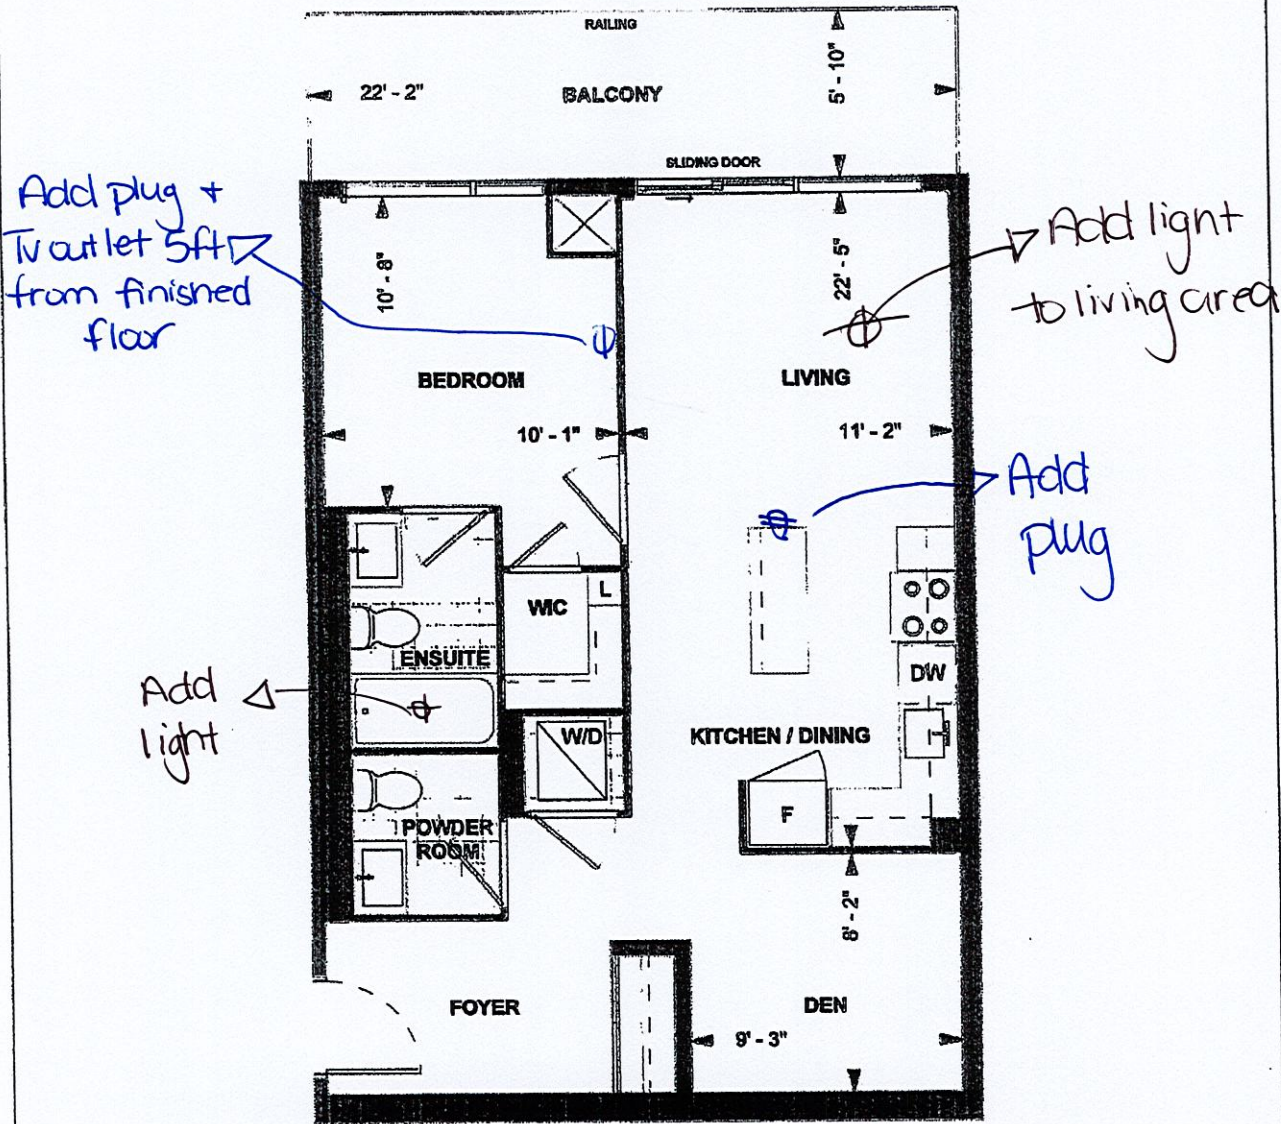 RAILING
22' - 2"
BALCONY
5' - 10"
SLIDING DOOR
Add plug +
Tv outlet 5ft
from finished
floor
10' - 8"
22' - 5"
Add light
to living area
BEDROOM
LIVING
10' - 1"
11' - 2"
Add
plug
WIC
L
ENSUITE
DW
Add
light
W/D
KITCHEN / DINING
F
POWDER
ROOM
8' - 2"
FOYER
DEN
9' - 3"